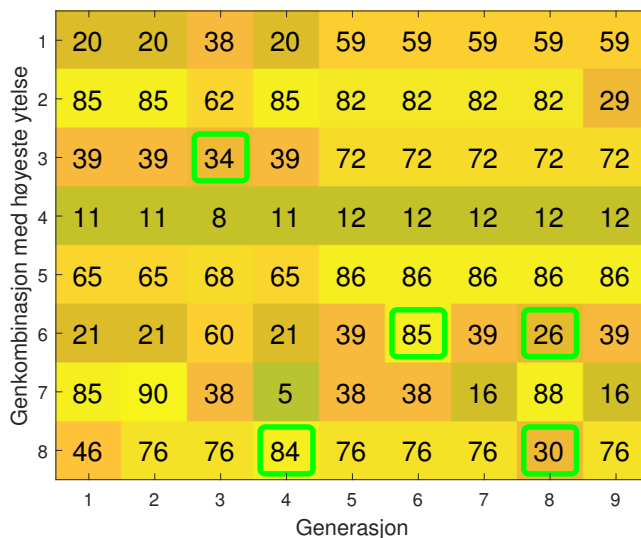 Genkombinasjon med høyeste ytelse
1 20 20 38 20 59 59 59 59 59
2 85 85 62 85 82 82 82 82 29
3 39 39 34 39 72 72 72 72 72
4 11 11 8 11 12 12 12 12 12
5 65 65 68 65 86 86 86 86 86
6 21 21 60 21 39 85 39 26 39
7 85 90 38 5 38 38 16 88 16
8 46 76 76 84 76 76 76 30 76
1 2 3 4 5 6 7 8 9
Generasjon